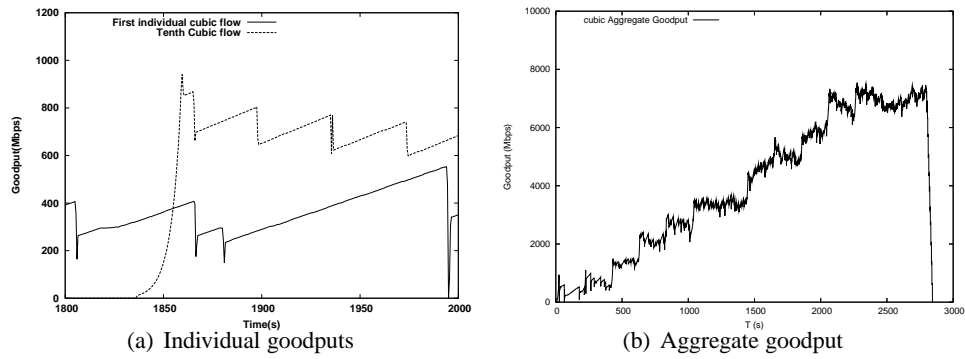 First individual cubic flow
Tenth Cubic flow
1200
1000
800
600
400
200
0
Goodput(Mbps)
1800
1850
1900
1950
2000
Time(s)
(a) Individual goodputs
cubic Aggregate Goodput
10000
8000
6000
4000
2000
0
Goodput (Mbps)
0
500
1000
1500
2000
2500
3000
T (s)
(b) Aggregate goodput